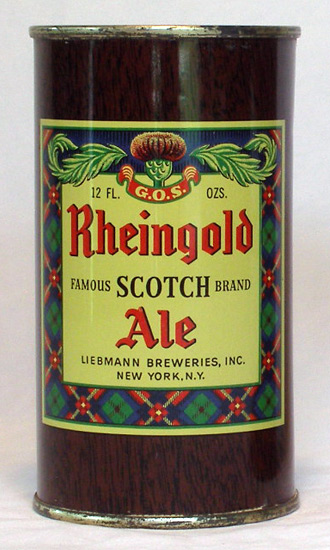 G.O.S.
12 FL. OZS.
Rheingold
FAMOUS SCOTCH BRAND
Ale
LIEBMANN BREWERIES, INC.
NEW YORK, N.Y.